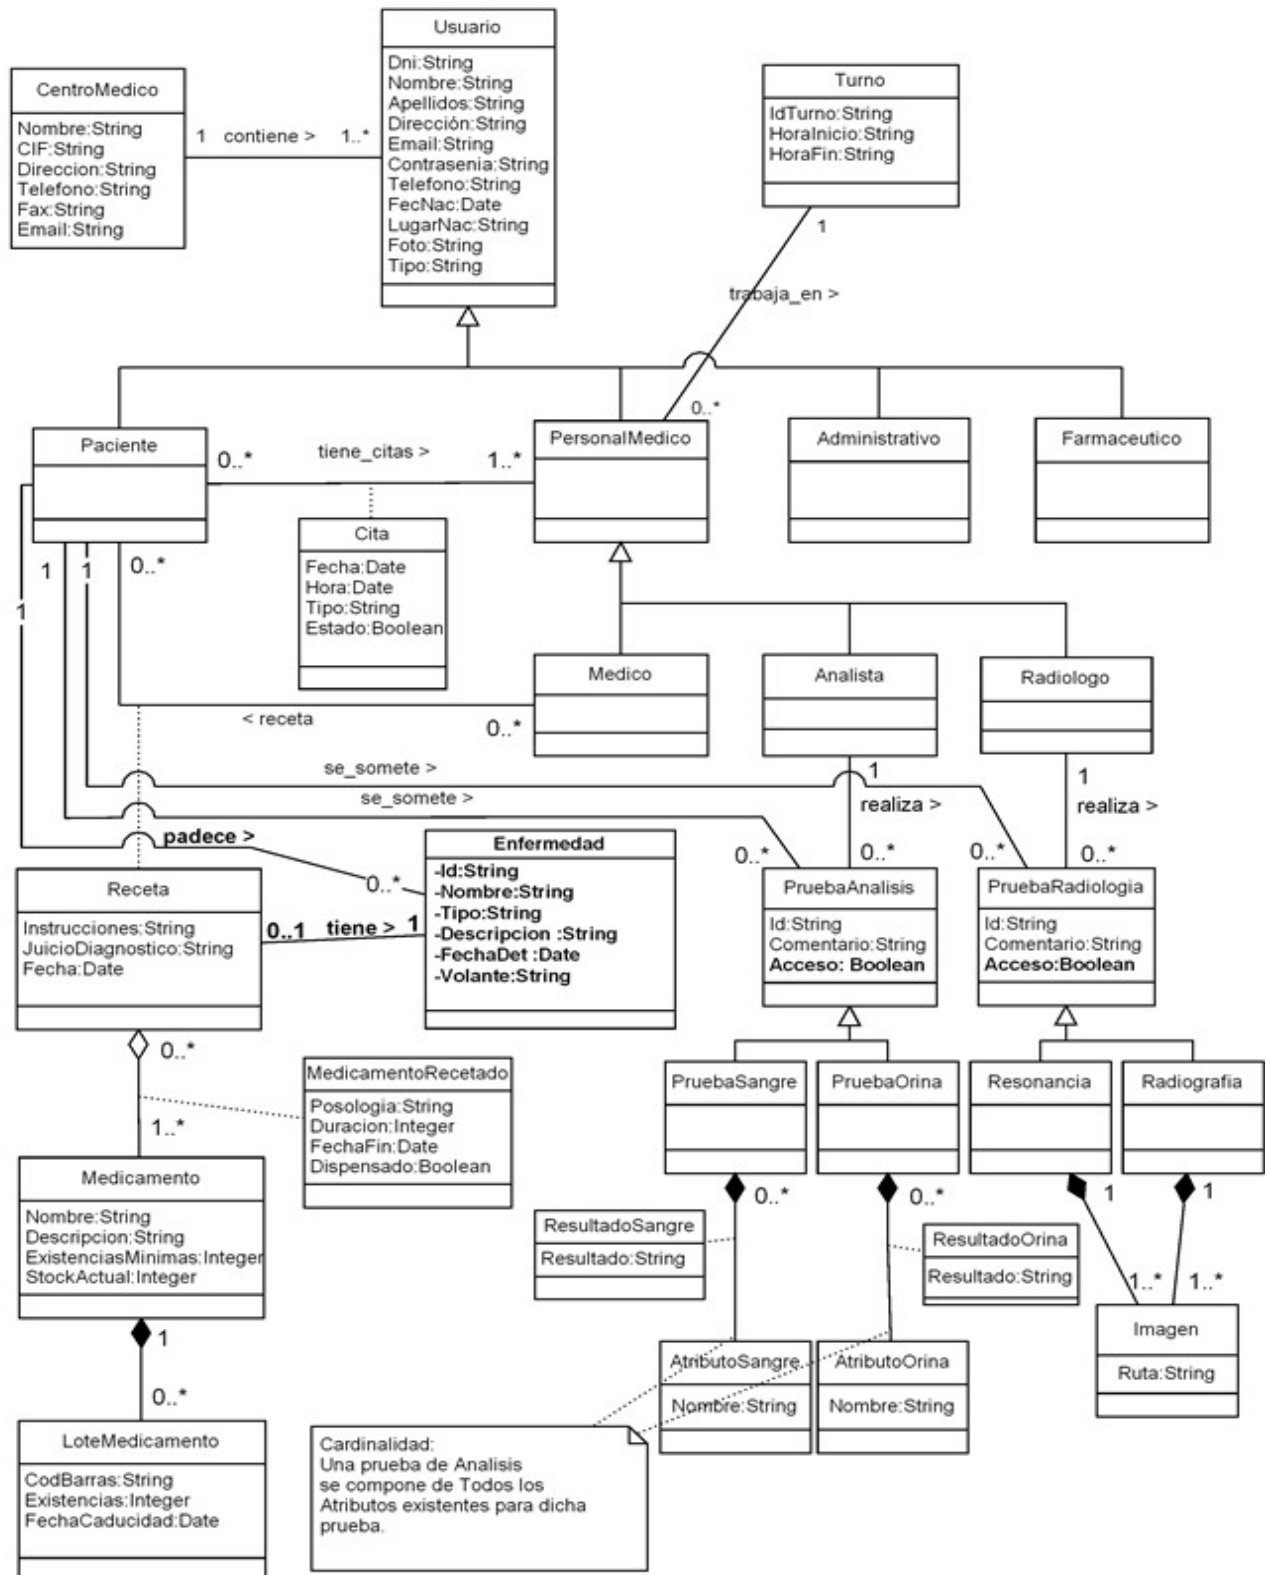 Usuario
Dni:String
Nombre:String
Apellidos:String
Dirección:String
Email:String
Contrasenia:String
Telefono:String
FecNac:Date
LugarNac:String
Foto:String
Tipo:String
CentroMedico
Nombre:String
CIF:String
Direccion:String
Telefono:String
Fax:String
Email:String
1 contiene > 1..*
Turno
IdTurno:String
HoraInicio:String
HoraFin:String
1
trabaja_en >
0..*
Paciente
PersonalMedico
Administrativo
Farmaceutico
0..* tiene_citas > 1..*
Cita
Fecha:Date
Hora:Date
Tipo:String
Estado:Boolean
1
1
1
0..*
Medico
Analista
Radiologo
< receta
0..*
se_somete >
se_somete >
1
realiza >
1
realiza >
padece >
0..*
0..*
0..*
0..*
0..*
Enfermedad
-Id:String
-Nombre:String
-Tipo:String
-Descripcion :String
-FechaDet :Date
-Volante:String
Receta
Instrucciones:String
JuicioDiagnostico:String
Fecha:Date
0..1 tiene > 1
PruebaAnalisis
Id:String
Comentario:String
Acceso: Boolean
PruebaRadiologia
Id:String
Comentario:String
Acceso:Boolean
0..*
MedicamentoRecetado
Posologia:String
Duracion:Integer
FechaFin:Date
Dispensado:Boolean
1..*
PruebaSangre
PruebaOrina
Resonancia
Radiografia
Medicamento
Nombre:String
Descripcion:String
ExistenciasMinimas:Integer
StockActual:Integer
0..*
0..*
1
1
ResultadoSangre
Resultado:String
ResultadoOrina
Resultado:String
1..*
1..*
Imagen
Ruta:String
1
0..*
AtributoSangre
Nombre:String
AtributoOrina
Nombre:String
LoteMedicamento
CodBarras:String
Existencias:Integer
FechaCaducidad:Date
Cardinalidad:
Una prueba de Analisis
se compone de Todos los
Atributos existentes para dicha
prueba.